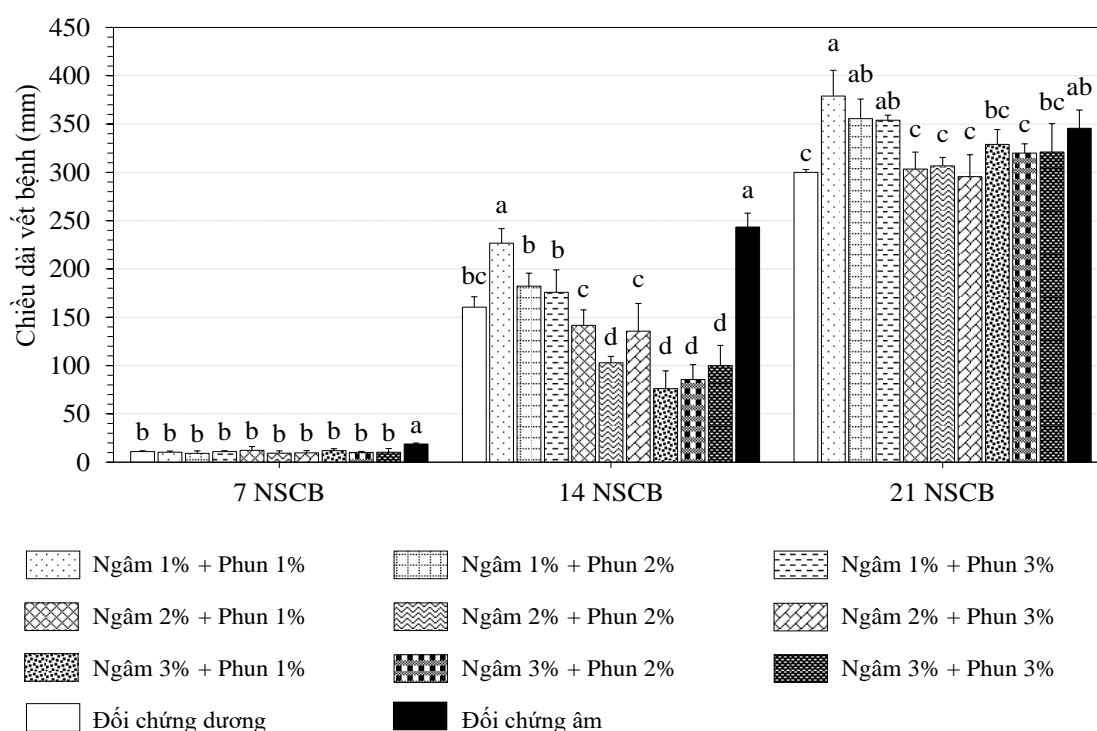 450
400
350
300
250
200
150
100
50
0
Chiều dài vết bệnh (mm)
b b b b b b b b b b a
bc a b b c d c d d d a
c a ab ab c c c bc c bc ab
7 NSCB 14 NSCB 21 NSCB
Ngâm 1% + Phun 1% Ngâm 1% + Phun 2% Ngâm 1% + Phun 3%
Ngâm 2% + Phun 1% Ngâm 2% + Phun 2% Ngâm 2% + Phun 3%
Ngâm 3% + Phun 1% Ngâm 3% + Phun 2% Ngâm 3% + Phun 3%
Đối chứng dương Đối chứng âm